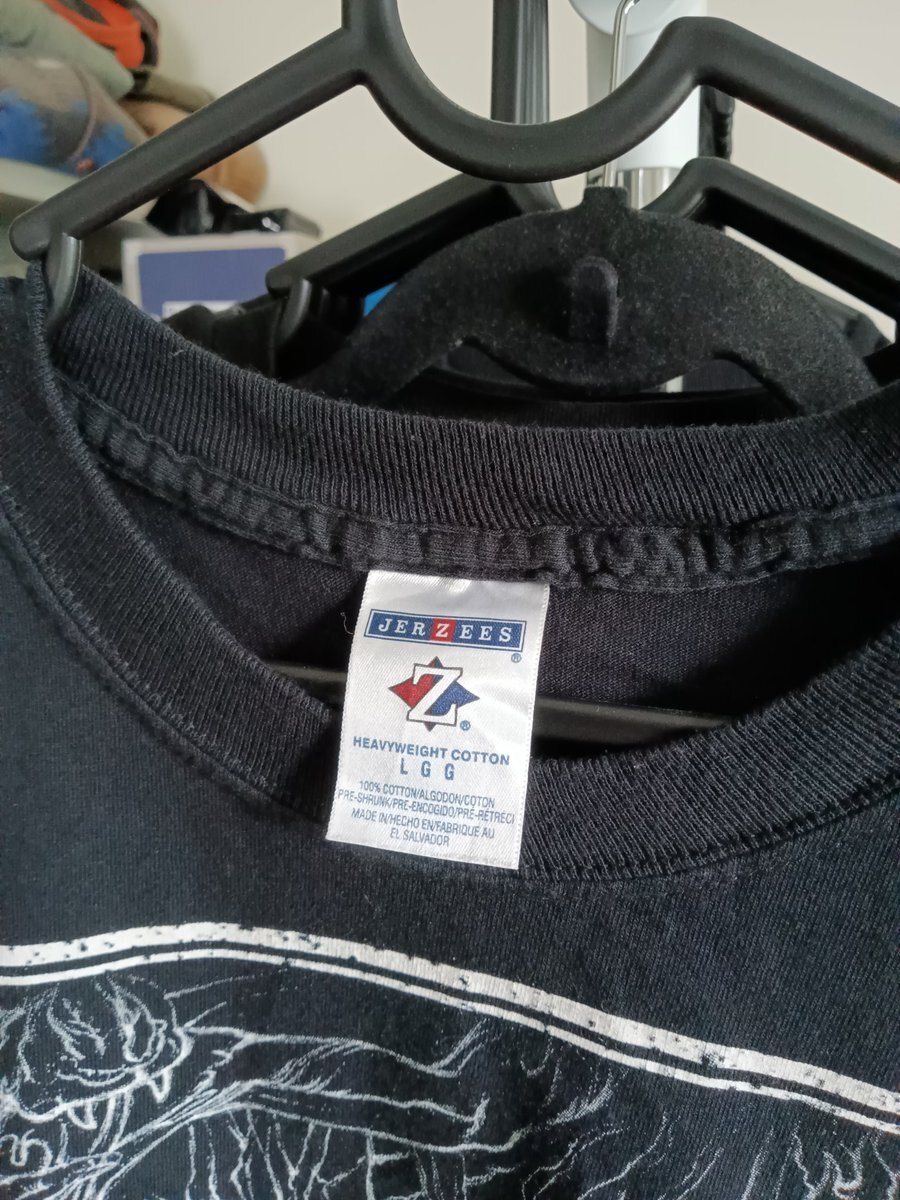 JERZEES
®
Z
®
HEAVYWEIGHT COTTON
L G G
100% COTTON/ALGODON/COTON
PRE-SHRUNK/PRE-ENCOGIDO/PRE-RETRECI
MADE IN/HECHO EN/FABRIQUE AU
EL SALVADOR